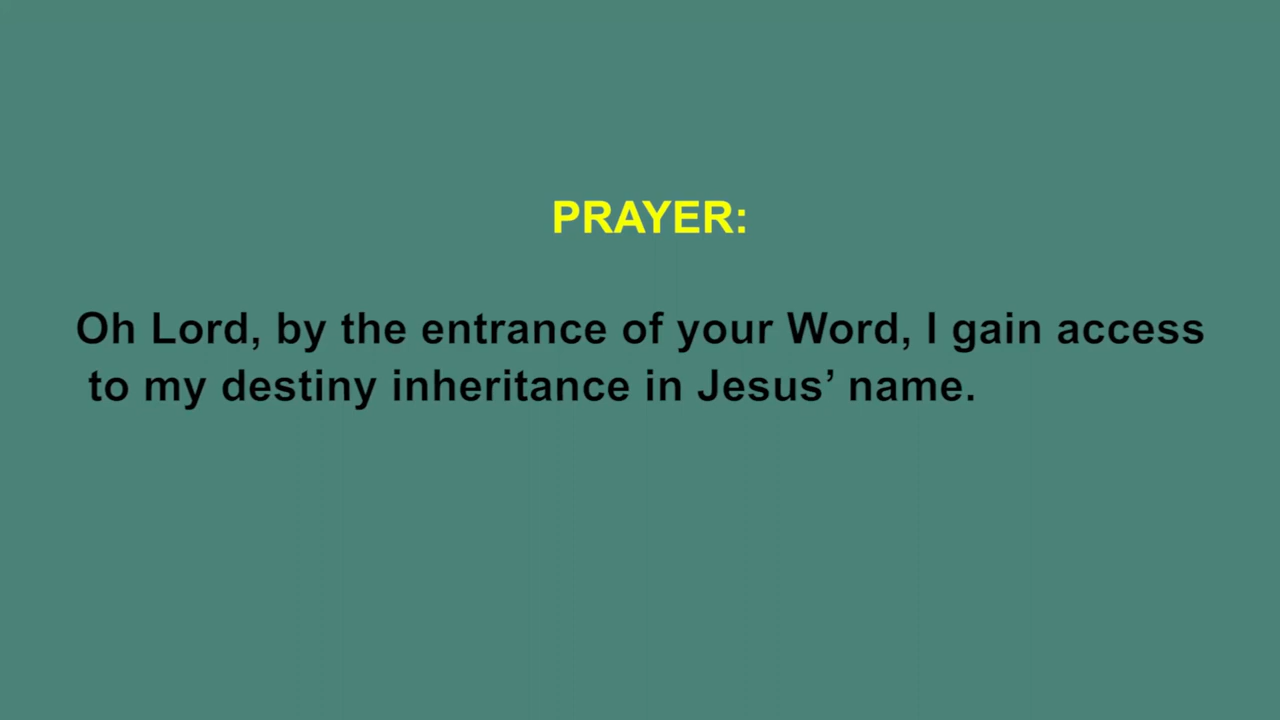 PRAYER:
Oh Lord, by the entrance of your Word, I gain access
to my destiny inheritance in Jesus’ name.